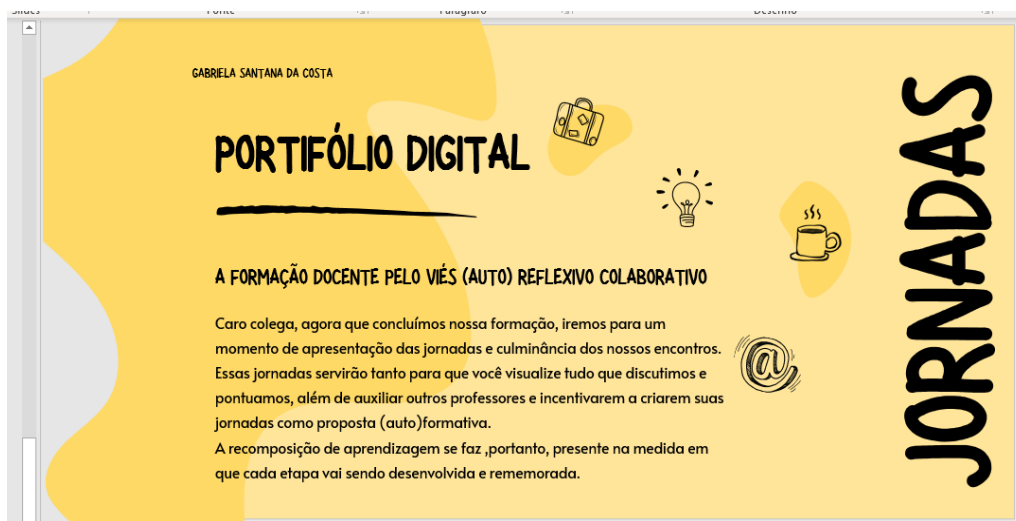 Slides
Fonte
Parágrafo
Desenho
GABRIELA SANTANA DA COSTA
PORTIFÓLIO DIGITAL
A FORMAÇÃO DOCENTE PELO VIÉS (AUTO) REFLEXIVO COLABORATIVO
Caro colega, agora que concluímos nossa formação, iremos para um
momento de apresentação das jornadas e culminância dos nossos encontros.
Essas jornadas servirão tanto para que você visualize tudo que discutimos e
pontuamos, além de auxiliar outros professores e incentivarem a criarem suas
jornadas como proposta (auto)formativa.
A recomposição de aprendizagem se faz ,portanto, presente na medida em
que cada etapa vai sendo desenvolvida e rememorada.
@
JORNADAS